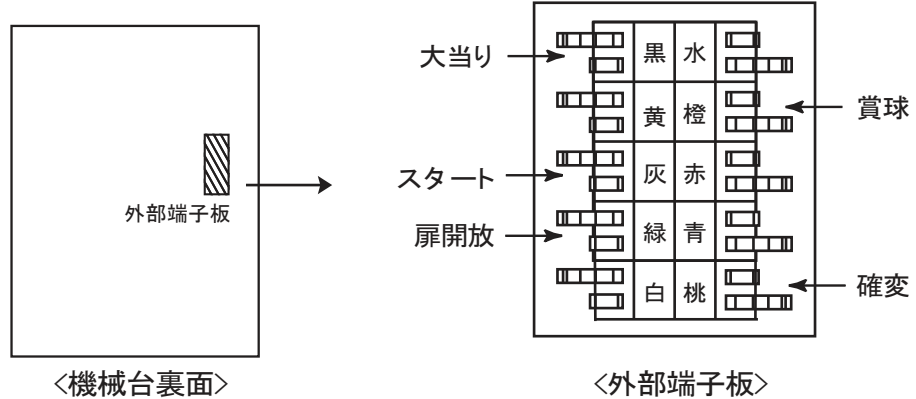 外部端子板
<機械台裏面>
大当り
スタート
扉開放
黒 水
黄 橙
灰 赤
緑 青
白 桃
賞球
確変
<外部端子板>